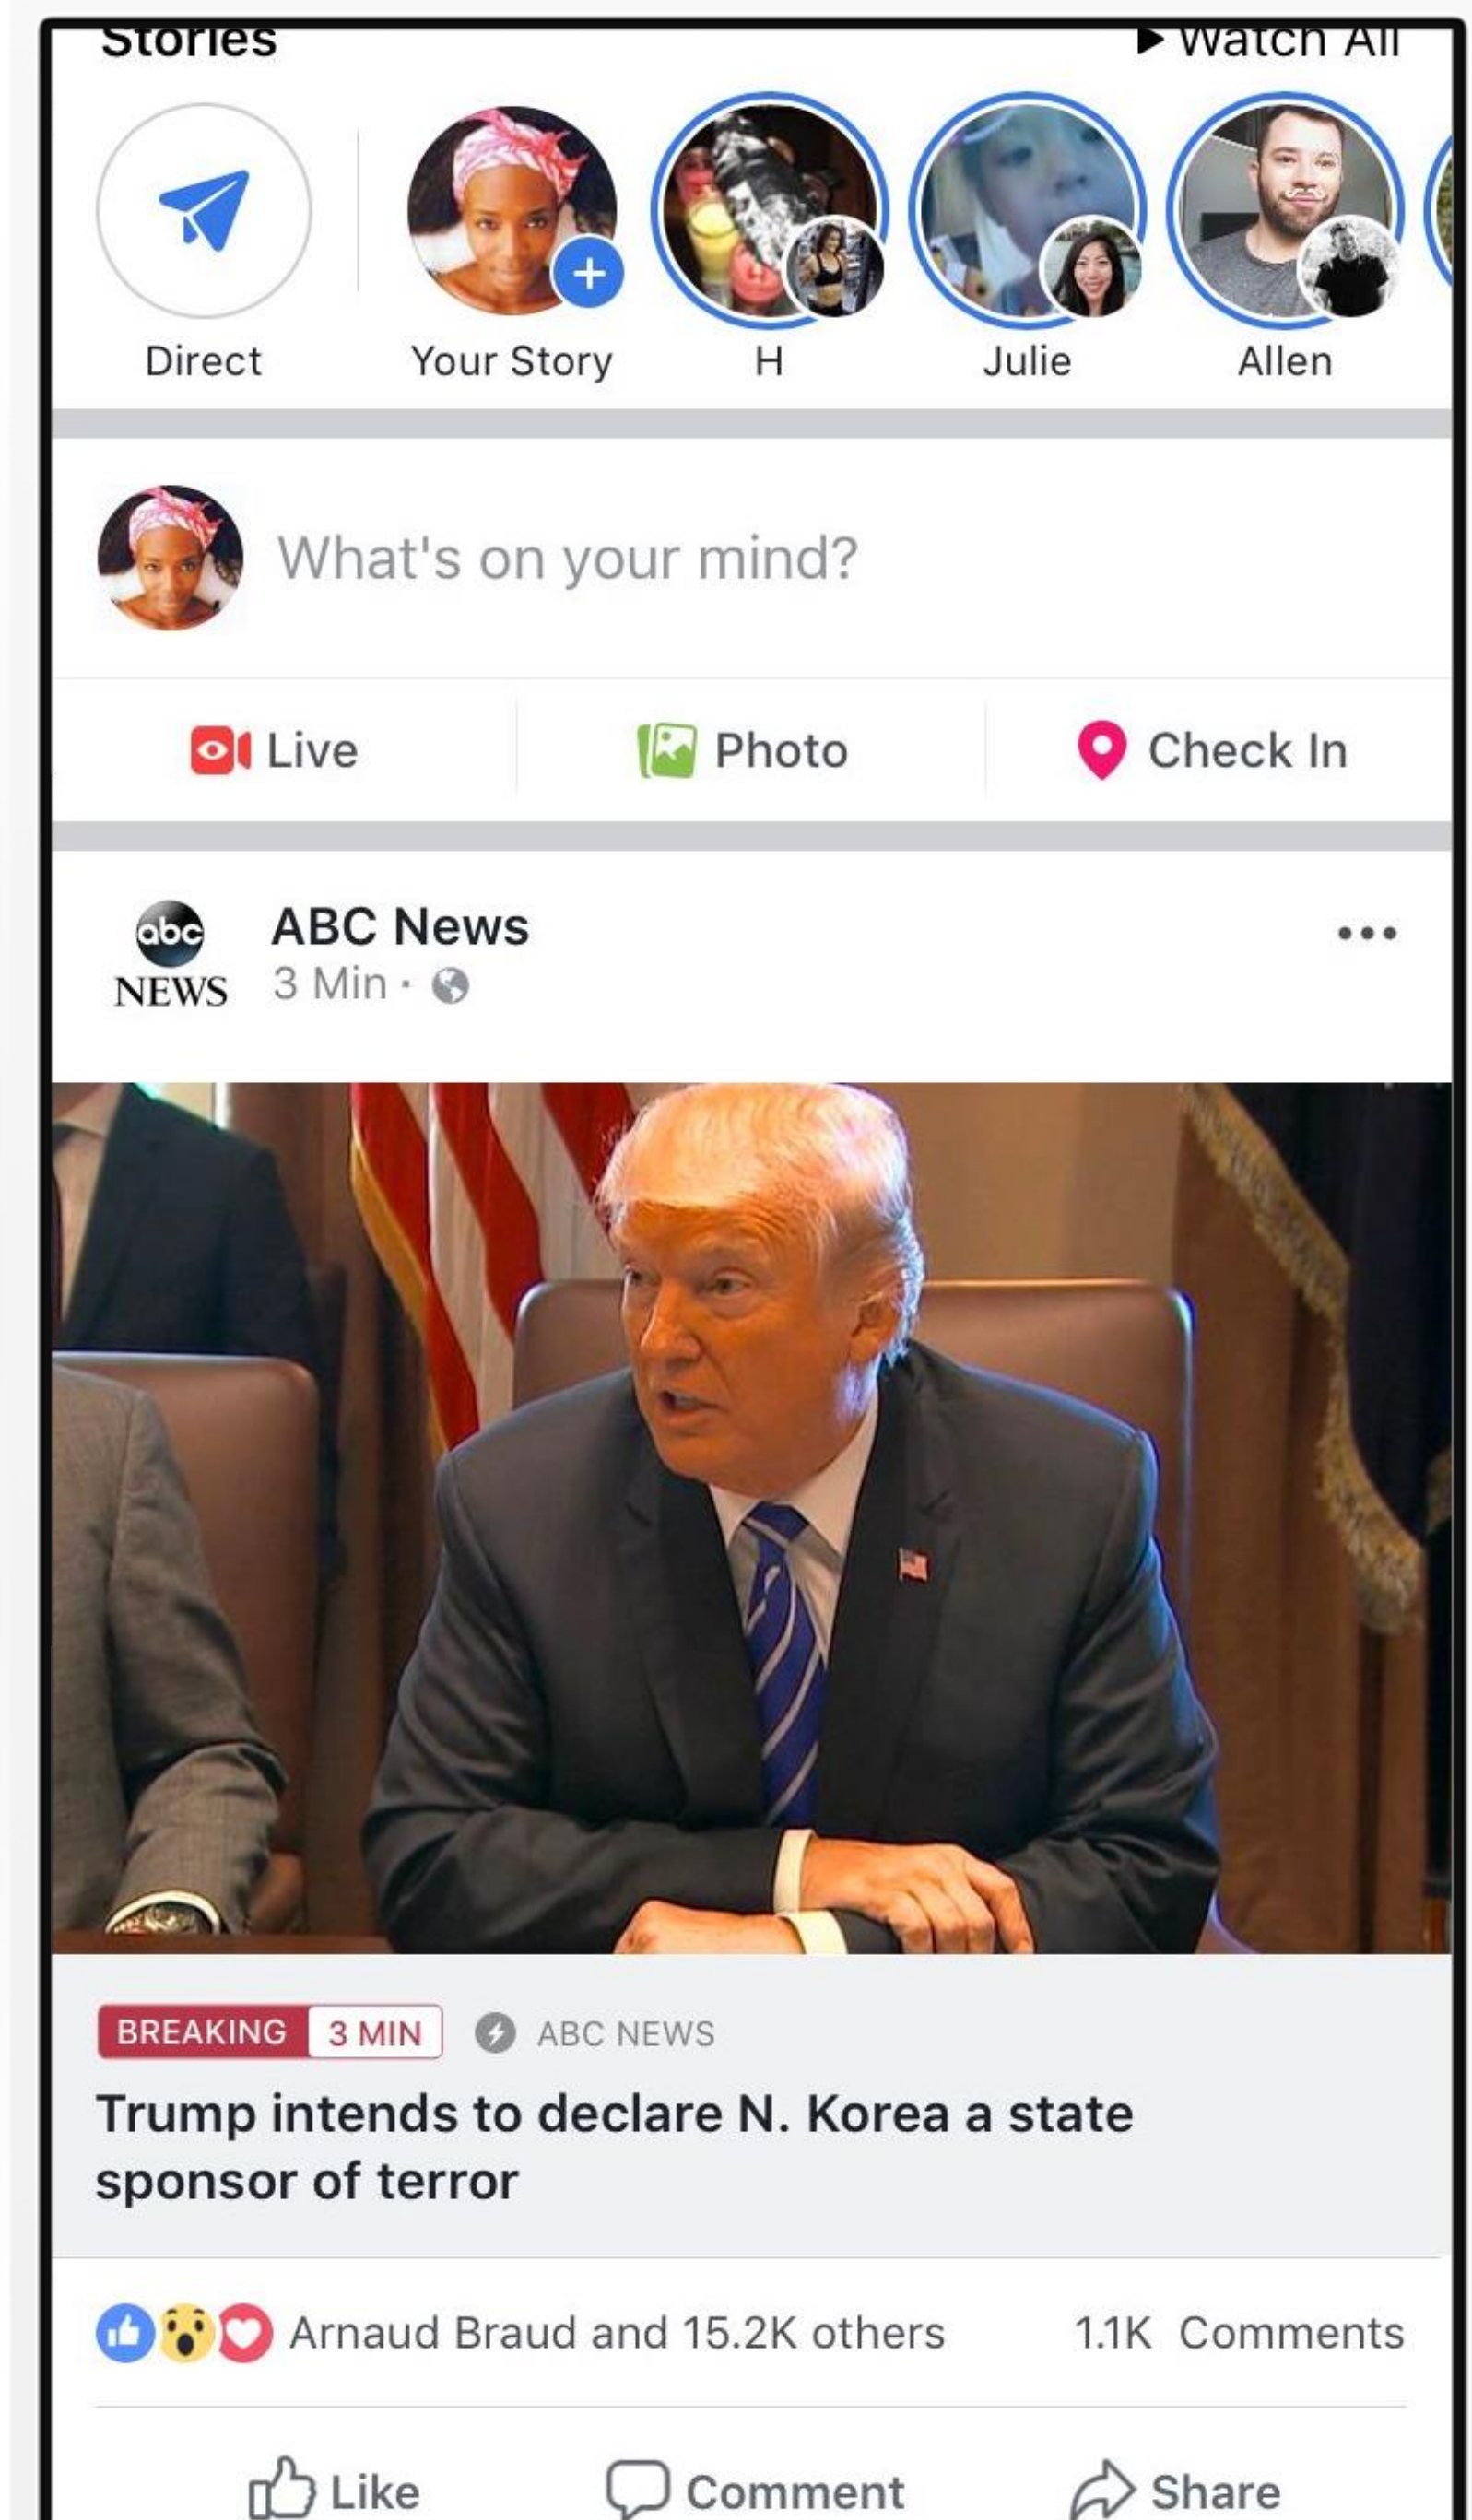 Stories
Watch All
Direct
Your Story
H
Julie
Allen
What's on your mind?
Live
Photo
Check In
abc
NEWS
ABC News
3 Min ·
BREAKING 3 MIN ABC NEWS
Trump intends to declare N. Korea a state
sponsor of terror
Arnaud Braud and 15.2K others
1.1K Comments
Like
Comment
Share